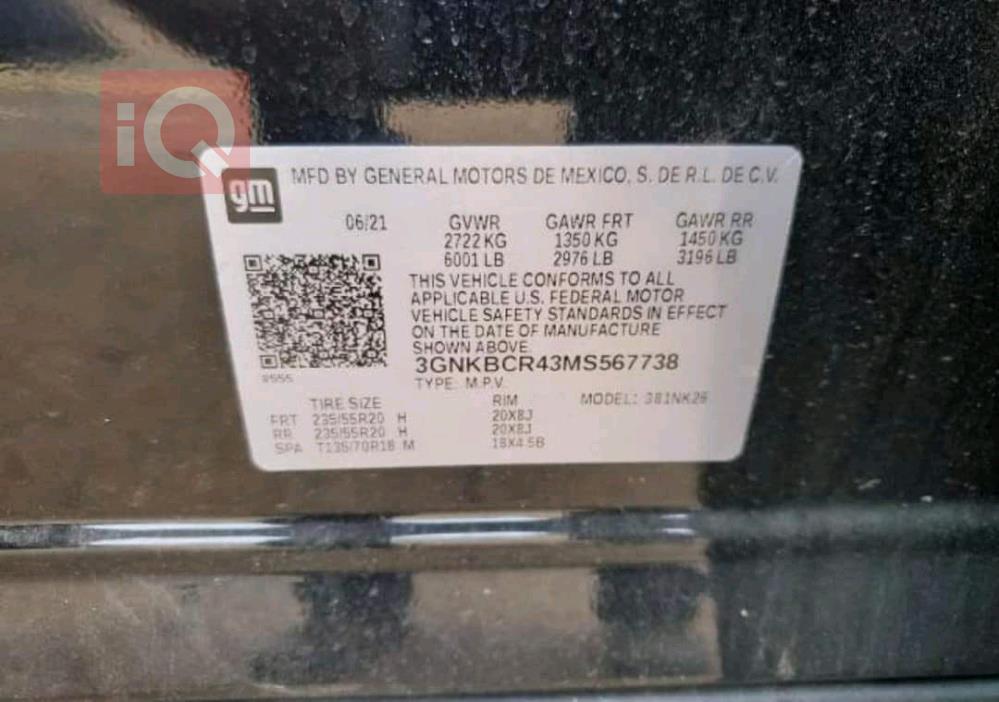 iQ
gm
MFD BY GENERAL MOTORS DE MEXICO, S. DE R.L. DE C.V.
06/21 GVWR GAWR FRT GAWR RR
2722 KG 1350 KG 1450 KG
6001 LB 2976 LB 3196 LB
THIS VEHICLE CONFORMS TO ALL
APPLICABLE U.S. FEDERAL MOTOR
VEHICLE SAFETY STANDARDS IN EFFECT
ON THE DATE OF MANUFACTURE
SHOWN ABOVE.
3GNKBCR43MS567738
#555 TYPE: M.P.V.
TIRE SIZE RIM MODEL: 381NK26
FRT 235/55R20 H 20X8J
RR 235/55R20 H 20X8J
SPA T135/70R18 M 18X4.5B